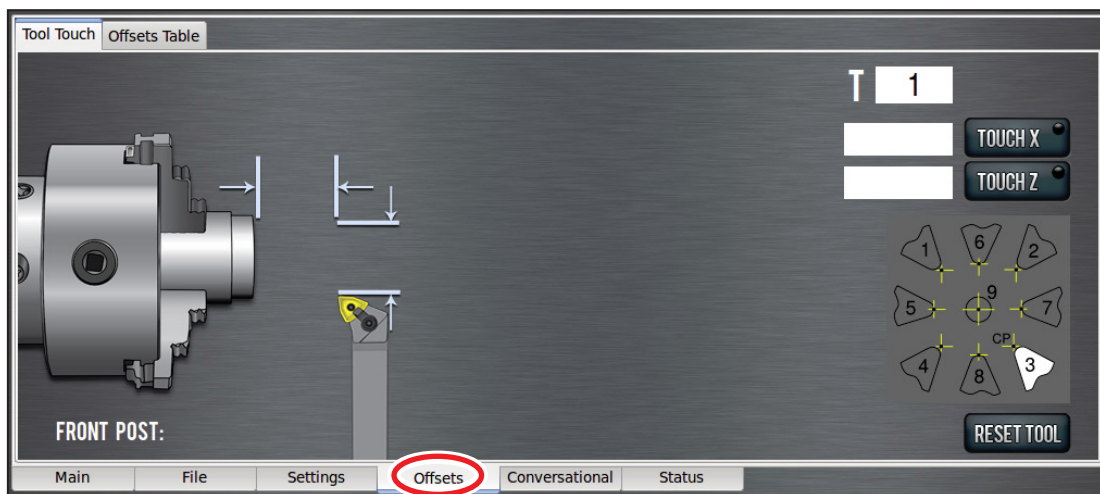 Tool Touch Offsets Table
T 1
TOUCH X
TOUCH Z
1 6 2
5 9 7
CP
4 8 3
FRONT POST:
RESET TOOL
Main File Settings Offsets Conversational Status